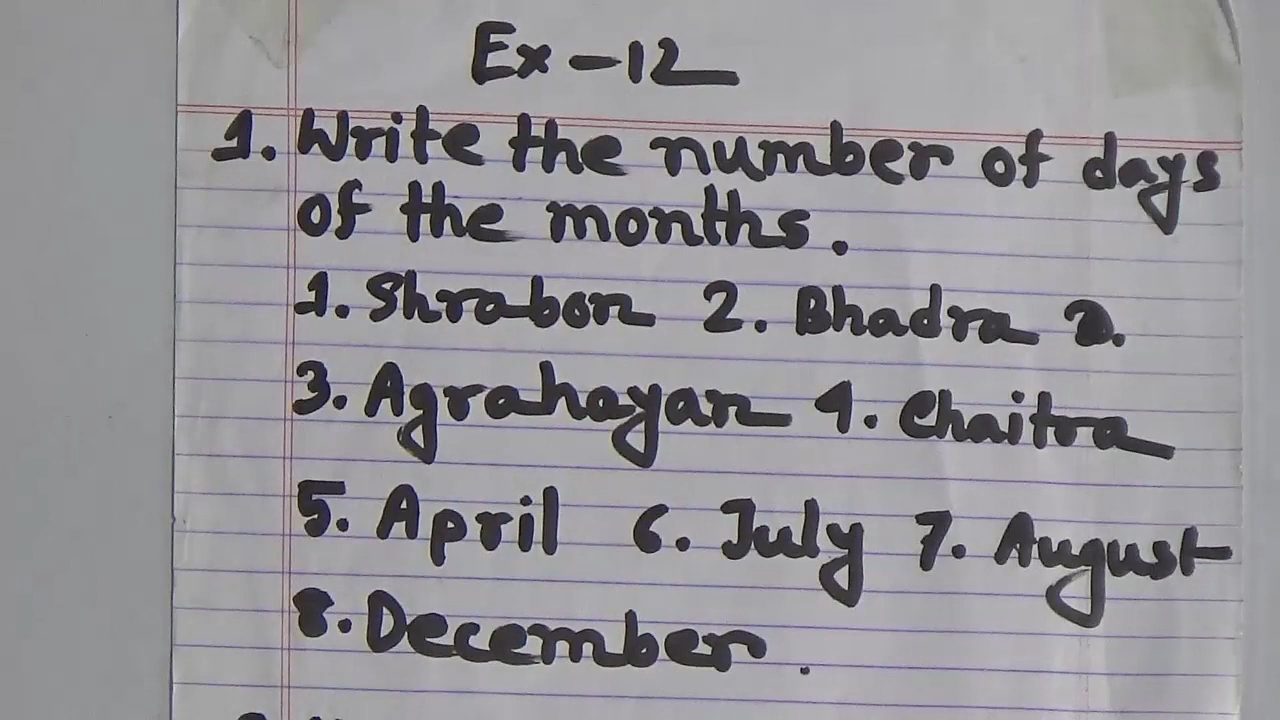 Ex-12
1. Write the number of days
of the months.
1. Shrabon 2. Bhadra
3. Agrahayan 4. Chaitra
5. April 6. July 7. August
8. December.